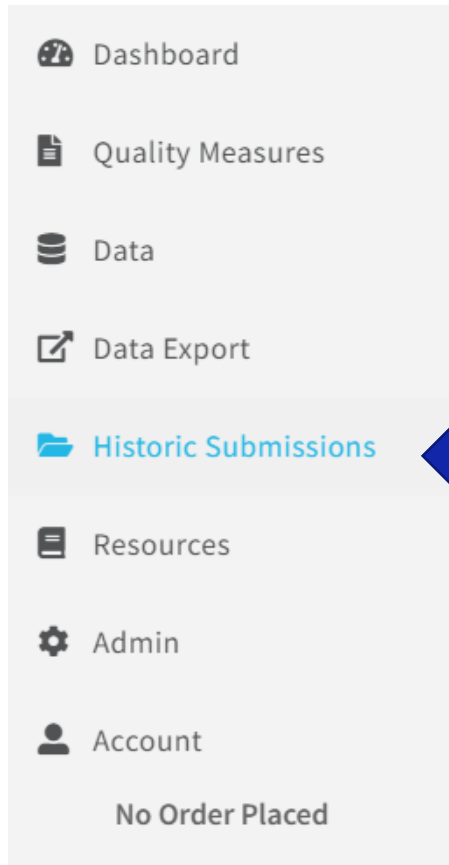 Dashboard
Quality Measures
Data
Data Export
Historic Submissions
Resources
Admin
Account
No Order Placed